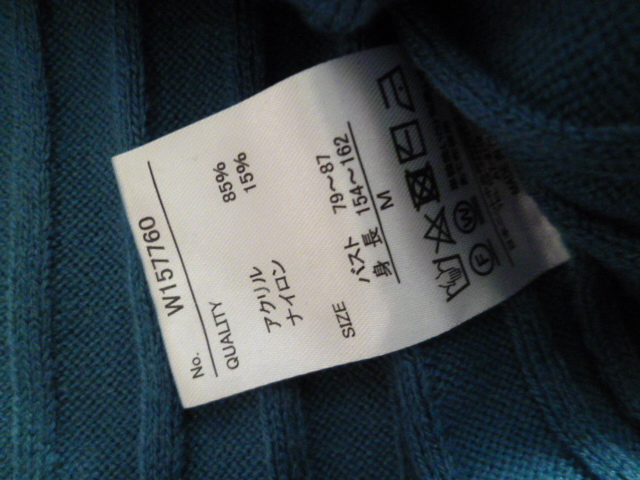 No. W157760
QUALITY
アクリル 85%
ナイロン 15%
SIZE
バスト 79〜87
身長 154〜162
M
F W